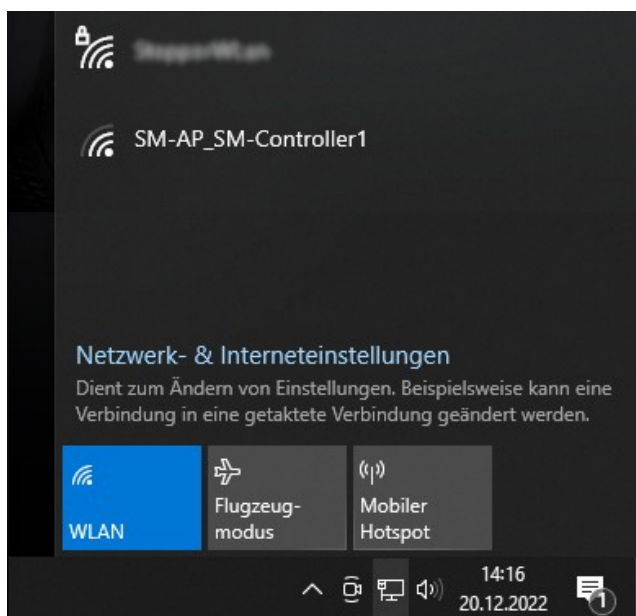 SM-AP_SM-Controller1
Netzwerk- & Interneteinstellungen
Dient zum Ändern von Einstellungen. Beispielsweise kann eine
Verbindung in eine getaktete Verbindung geändert werden.
WLAN
Flugzeug-
modus
Mobiler
Hotspot
14:16
20.12.2022
1